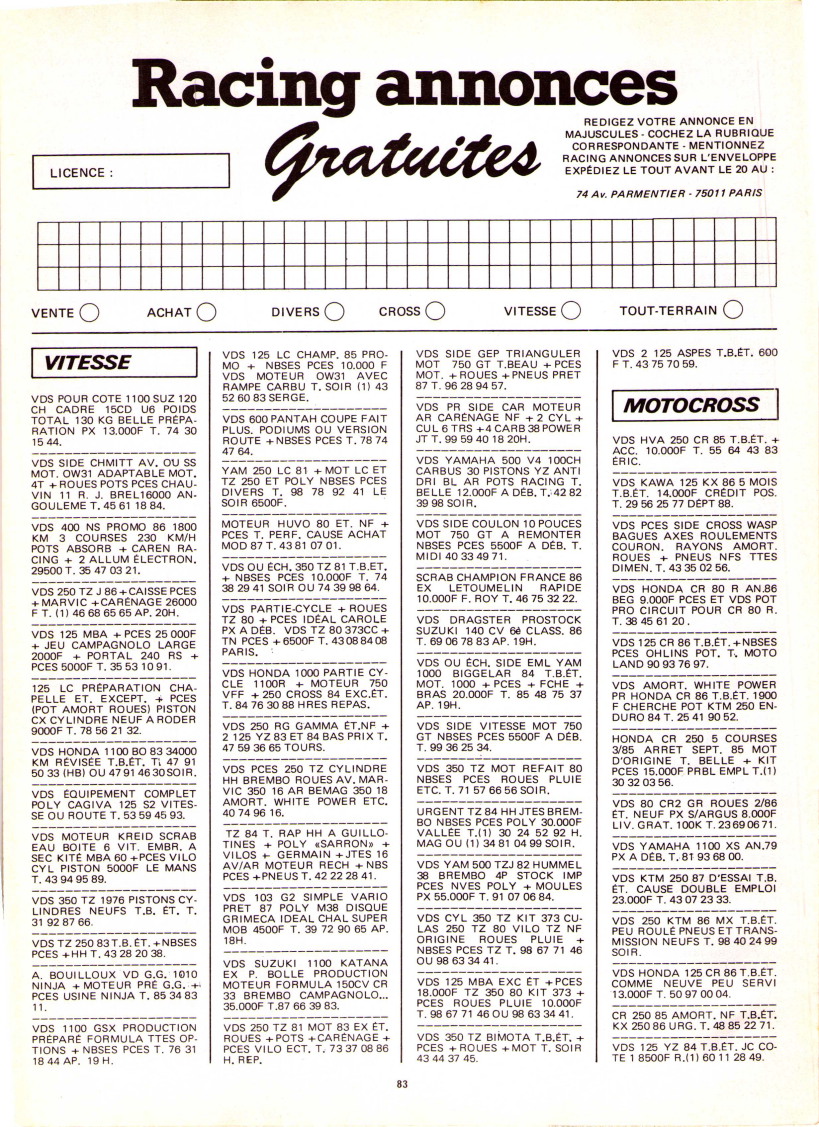 Racing annonces
Gratuites
LICENCE :
REDIGEZ VOTRE ANNONCE EN
MAJUSCULES - COCHEZ LA RUBRIQUE
CORRESPONDANTE - MENTIONNEZ
RACING ANNONCES SUR L'ENVELOPPE
EXPÉDIEZ LE TOUT AVANT LE 20 AU :
74 Av. PARMENTIER - 75011 PARIS
VENTE ACHAT DIVERS CROSS VITESSE TOUT-TERRAIN
VITESSE
VDS POUR COTE 1100 SUZ 120
CH CADRE 15CD U6 POIDS
TOTAL 130 KG BELLE PRÉPA-
RATION PX 13.000F T. 74 30
15 44.
VDS SIDE CHMITT AV. OU SS
MOT. OW31 ADAPTABLE MOT.
4T + ROUES POTS PCES CHAU-
VIN 11 R. J. BREL16000 AN-
GOULEME T. 45 61 18 84.
VDS 400 NS PROMO 86 1800
KM 3 COURSES 230 KM/H
POTS ABSORB + CAREN RA-
CING + 2 ALLUM ÉLECTRON.
29500 T. 35 47 03 21.
VDS 250 TZ J 86 + CAISSE PCES
+ MARVIC + CARÉNAGE 26000
F T. (1) 46 68 65 65 AP. 20H.
VDS 125 MBA + PCES 25 000F
+ JEU CAMPAGNOLO LARGE
2000F + PORTAL 240 RS +
PCES 5000F T. 35 53 10 91.
125 LC PRÉPARATION CHA-
PELLE ET. EXCEPT. + PCES
(POT AMORT ROUES) PISTON
CX CYLINDRE NEUF A RODER
9000F T. 78 56 21 32.
VDS HONDA 1100 BO 83 34000
KM RÉVISÉE T.B.ÉT. T. 47 91
50 33 (HB) OU 47 91 46 30 SOIR.
VDS ÉQUIPEMENT COMPLET
POLY CAGIVA 125 S2 VITES-
SE OU ROUTE T. 53 59 45 93.
VDS MOTEUR KREID SCRAB
EAU BOITE 6 VIT. EMBR. A
SEC KITÉ MBA 60 + PCES VILO
CYL PISTON 5000F LE MANS
T. 43 94 95 89.
VDS 350 TZ 1976 PISTONS CY-
LINDRES NEUFS T.B. ÉT. T.
31 92 87 66.
VDS TZ 250 83 T.B. ÉT. + NBSES
PCES + HH T. 43 28 20 38.
A. BOUILLOUX VD G.G. 1010
NINJA + MOTEUR PRÉ G.G. +
PCES USINE NINJA T. 85 34 83
11.
VDS 1100 GSX PRODUCTION
PRÉPARÉ FORMULA TTES OP-
TIONS + NBSES PCES T. 76 31
18 44 AP. 19 H.
VDS 125 LC CHAMP. 85 PRO-
MO + NBSES PCES 10.000 F
VDS MOTEUR OW31 AVEC
RAMPE CARBU T. SOIR (1) 43
52 60 83 SERGE.
VDS 600 PANTAH COUPE FAIT
PLUS. PODIUMS OU VERSION
ROUTE + NBSES PCES T. 78 74
47 64.
YAM 250 LC 81 + MOT LC ET
TZ 250 ET POLY NBSES PCES
DIVERS T. 98 78 92 41 LE
SOIR 6500F.
MOTEUR HUVO 80 ET. NF +
PCES T. PERF. CAUSE ACHAT
MOD 87 T. 43 81 07 01.
VDS OU ÉCH. 350 TZ 81 T.B.ÉT.
+ NBSES PCES 10.000F T. 74
38 29 41 SOIR OU 74 39 98 64.
VDS PARTIE-CYCLE + ROUES
TZ 80 + PCES IDÉAL CAROLE
PX A DÉB. VDS TZ 80 373CC +
TN PCES + 6500F T. 43 08 84 08
PARIS.
VDS HONDA 1000 PARTIE CY-
CLE 1100R + MOTEUR 750
VFF + 250 CROSS 84 EXC.ÉT.
T. 84 76 30 88 HRES REPAS.
VDS 250 RG GAMMA ÉT.NF +
2 125 YZ 83 ET 84 BAS PRIX T.
47 59 36 65 TOURS.
VDS PCES 250 TZ CYLINDRE
HH BREMBO ROUES AV. MAR-
VIC 350 16 AR BEMAG 350 18
AMORT. WHITE POWER ETC.
40 74 96 16.
TZ 84 T. RAP HH A GUILLO-
TINES + POLY «SARRON» +
VILOS + GERMAIN + JTES 16
AV/AR MOTEUR RECH + NBS
PCES + PNEUS T. 42 22 28 41.
VDS 103 G2 SIMPLE VARIO
PRET 87 POLY M38 DISQUE
GRIMECA IDEAL CHAL SUPER
MOB 4500F T. 39 72 90 65 AP.
18H.
VDS SUZUKI 1100 KATANA
EX P. BOLLE PRODUCTION
MOTEUR FORMULA 150CV CR
33 BREMBO CAMPAGNOLO...
35.000F T.87 66 39 83.
VDS 250 TZ 81 MOT 83 EX ÉT.
ROUES + POTS + CARÉNAGE +
PCES VILO ECT. T. 73 37 08 86
H. REP.
VDS SIDE GEP TRIANGULER
MOT 750 GT T.BEAU + PCES
MOT. + ROUES + PNEUS PRET
87 T. 96 28 94 57.
VDS PR SIDE CAR MOTEUR
AR CARÉNAGE NF + 2 CYL +
CUL 6 TRS + 4 CARB 38 POWER
JT T. 99 59 40 18 20H.
VDS YAMAHA 500 V4 100CH
CARBUS 30 PISTONS YZ ANTI
DRI BL AR POTS RACING T.
BELLE 12.000F A DÉB. T. 42 82
39 98 SOIR.
VDS SIDE COULON 10 POUCES
MOT 750 GT A REMONTER
NBSES PCES 5500F A DÉB. T.
MIDI 40 33 49 71.
SCRAB CHAMPION FRANCE 86
EX LETOUMELIN RAPIDE
10.000F F. ROY T. 46 75 32 22.
VDS DRAGSTER PROSTOCK
SUZUKI 140 CV 6é CLASS. 86
T. 69 06 78 83 AP. 19H.
VDS OU ÉCH. SIDE EML YAM
1000 BIGGELAR 84 T.B.ÉT.
MOT. 1000 + PCES + FCHE +
BRAS 20.000F T. 85 48 75 37
AP. 19H.
VDS SIDE VITESSE MOT 750
GT NBSES PCES 5500F A DÉB.
T. 99 36 25 34.
VDS 350 TZ MOT REFAIT 80
NBSES PCES ROUES PLUIE
ETC. T. 71 57 66 56 SOIR.
URGENT TZ 84 HH JTES BREM-
BO NBSES PCES POLY 30.000F
VALLÉE T.(1) 30 24 52 92 H.
MAG OU (1) 34 81 04 99 SOIR.
VDS YAM 500 TZJ 82 HUMMEL
38 BREMBO 4P STOCK IMP
PCES NVES POLY + MOULES
PX 55.000F T. 91 07 06 84.
VDS CYL 350 TZ KIT 373 CU-
LAS 250 TZ 80 VILO TZ NF
ORIGINE ROUES PLUIE +
NBSES PCES TZ T. 98 67 71 46
OU 98 63 34 41.
VDS 125 MBA EXC ÉT + PCES
18.000F TZ 350 80 KIT 373 +
PCES ROUES PLUIE 10.000F
T. 98 67 71 46 OU 98 63 34 41.
VDS 350 TZ BIMOTA T.B.ÉT. +
PCES + ROUES + MOT T. SOIR
43 44 37 45.
VDS 2 125 ASPES T.B.ÉT. 600
F T. 43 75 70 59.
MOTOCROSS
VDS HVA 250 CR 85 T.B.ÉT. +
ACC. 10.000F T. 55 64 43 83
ÉRIC.
VDS KAWA 125 KX 86 5 MOIS
T.B.ÉT. 14.000F CRÉDIT POS.
T. 29 56 25 77 DÉPT 88.
VDS PCES SIDE CROSS WASP
BAGUES AXES ROULEMENTS
COURON. RAYONS AMORT.
ROUES + PNEUS NFS TTES
DIMEN. T. 43 35 02 56.
VDS HONDA CR 80 R AN.86
BEG 9.000F PCES ET VDS POT
PRO CIRCUIT POUR CR 80 R.
T. 38 45 61 20.
VDS 125 CR 86 T.B.ÉT. + NBSES
PCES OHLINS POT. T. MOTO
LAND 90 93 76 97.
VDS AMORT. WHITE POWER
PR HONDA CR 86 T.B.ÉT. 1900
F CHERCHE POT KTM 250 EN-
DURO 84 T. 25 41 90 52.
HONDA CR 250 5 COURSES
3/85 ARRET SEPT. 85 MOT
D'ORIGINE T. BELLE + KIT
PCES 15.000F PRBL EMPL T.(1)
30 32 03 56.
VDS 80 CR2 GR ROUES 2/86
ÉT. NEUF PX S/ARGUS 8.000F
LIV. GRAT. 100K T. 23 69 06 71.
VDS YAMAHA 1100 XS AN.79
PX A DÉB. T. 81 93 68 00.
VDS KTM 250 87 D'ESSAI T.B.
ÉT. CAUSE DOUBLE EMPLOI
23.000F T. 43 07 23 33.
VDS 250 KTM 86 MX T.B.ÉT.
PEU ROULÉ PNEUS ET TRANS-
MISSION NEUFS T. 98 40 24 99
SOIR.
VDS HONDA 125 CR 86 T.B.ÉT.
COMME NEUVE PEU SERVI
13.000F T. 50 97 00 04.
CR 250 85 AMORT. NF T.B.ÉT.
KX 250 86 URG. T. 48 85 22 71.
VDS 125 YZ 84 T.B.ÉT. JC CO-
TE 1 8500F R.(1) 60 11 28 49.
83